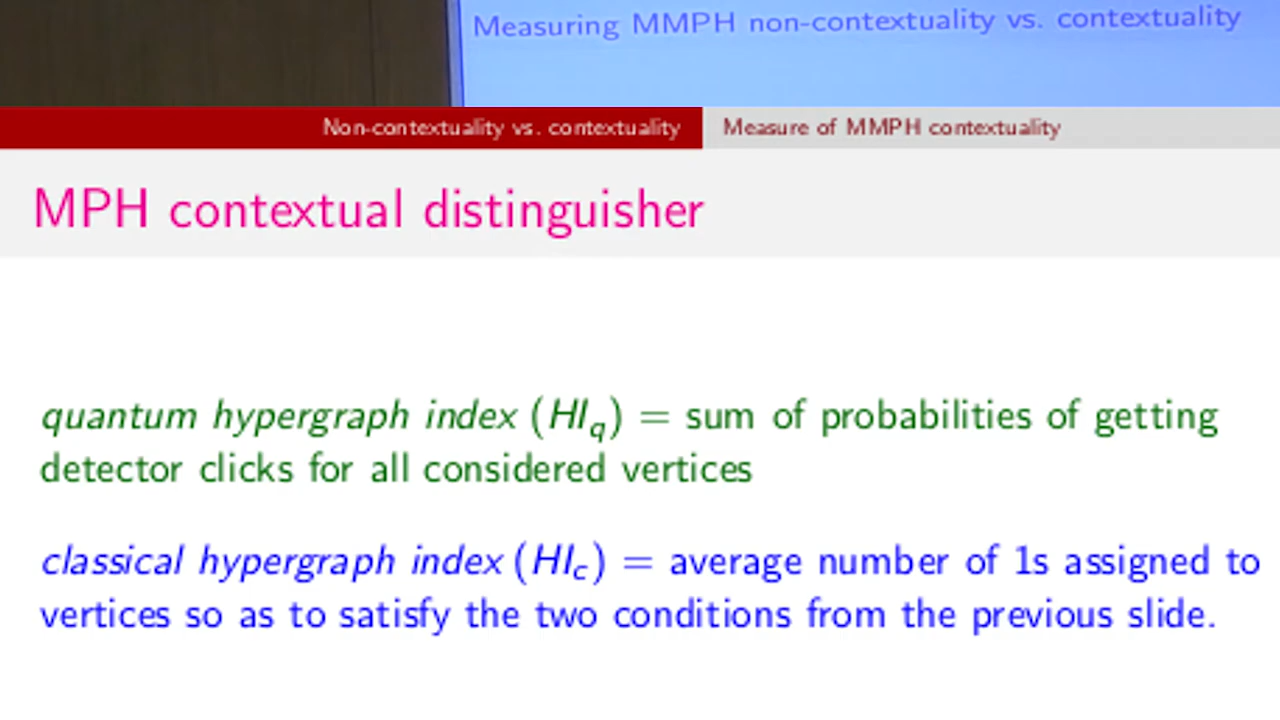 Measuring MMPH non-contextuality vs. contextuality
Non-contextuality vs. contextuality
Measure of MMPH contextuality
MPH contextual distinguisher
quantum hypergraph index (HI_q) = sum of probabilities of getting
detector clicks for all considered vertices
classical hypergraph index (HI_c) = average number of 1s assigned to
vertices so as to satisfy the two conditions from the previous slide.